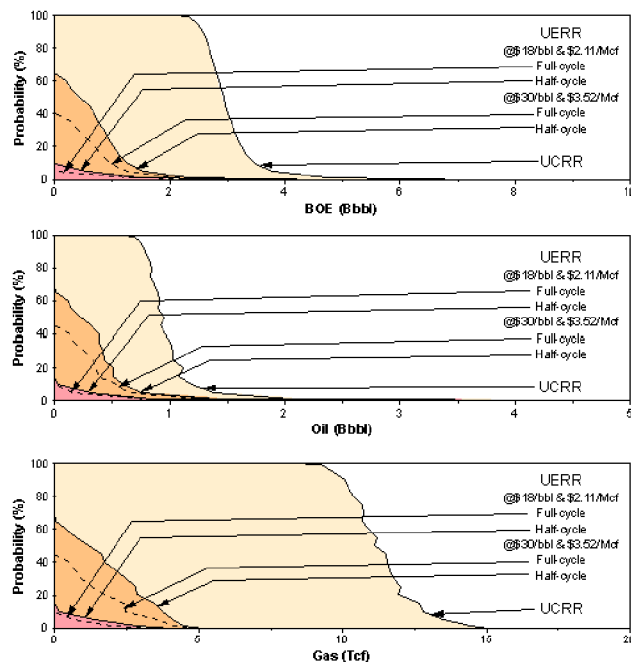 100
80
60
40
20
0
Probability (%)
0
2
4
6
8
10
BOE (Bbbl)
UERR
@$18/bbl & $2.11/Mcf
Full-cycle
Half-cycle
@$30/bbl & $3.52/Mcf
Full-cycle
Half-cycle
UCRR
100
80
60
40
20
0
Probability (%)
0
1
2
3
4
5
Oil (Bbbl)
UERR
@$18/bbl & $2.11/Mcf
Full-cycle
Half-cycle
@$30/bbl & $3.52/Mcf
Full-cycle
Half-cycle
UCRR
100
80
60
40
20
0
Probability (%)
0
5
10
15
20
Gas (Tcf)
UERR
@$18/bbl & $2.11/Mcf
Full-cycle
Half-cycle
@$30/bbl & $3.52/Mcf
Full-cycle
Half-cycle
UCRR